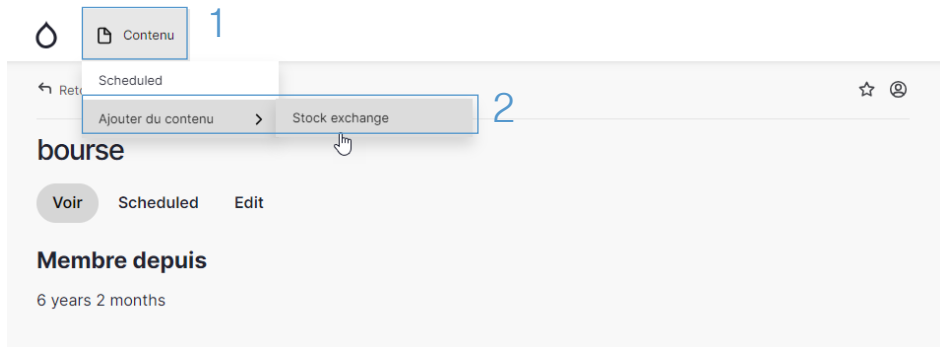 Contenu 1
Scheduled
Reto
Ajouter du contenu Stock exchange 2
bourse
Voir Scheduled Edit
Membre depuis
6 years 2 months